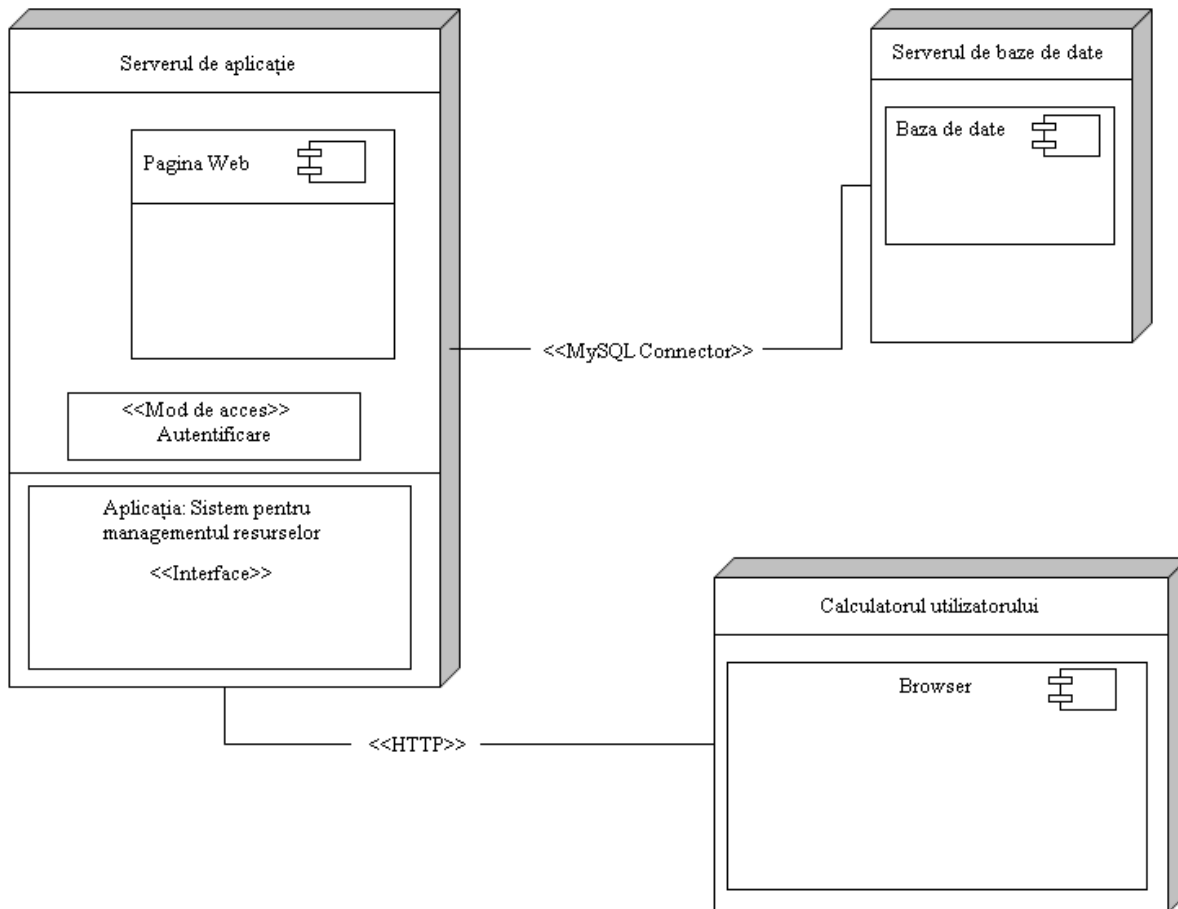 Serverul de aplicație
Pagina Web
<<Mod de acces>>
Autentificare
Aplicația: Sistem pentru
managementul resurselor
<<Interface>>
<<MySQL Connector>>
Serverul de baze de date
Baza de date
<<HTTP>>
Calculatorul utilizatorului
Browser